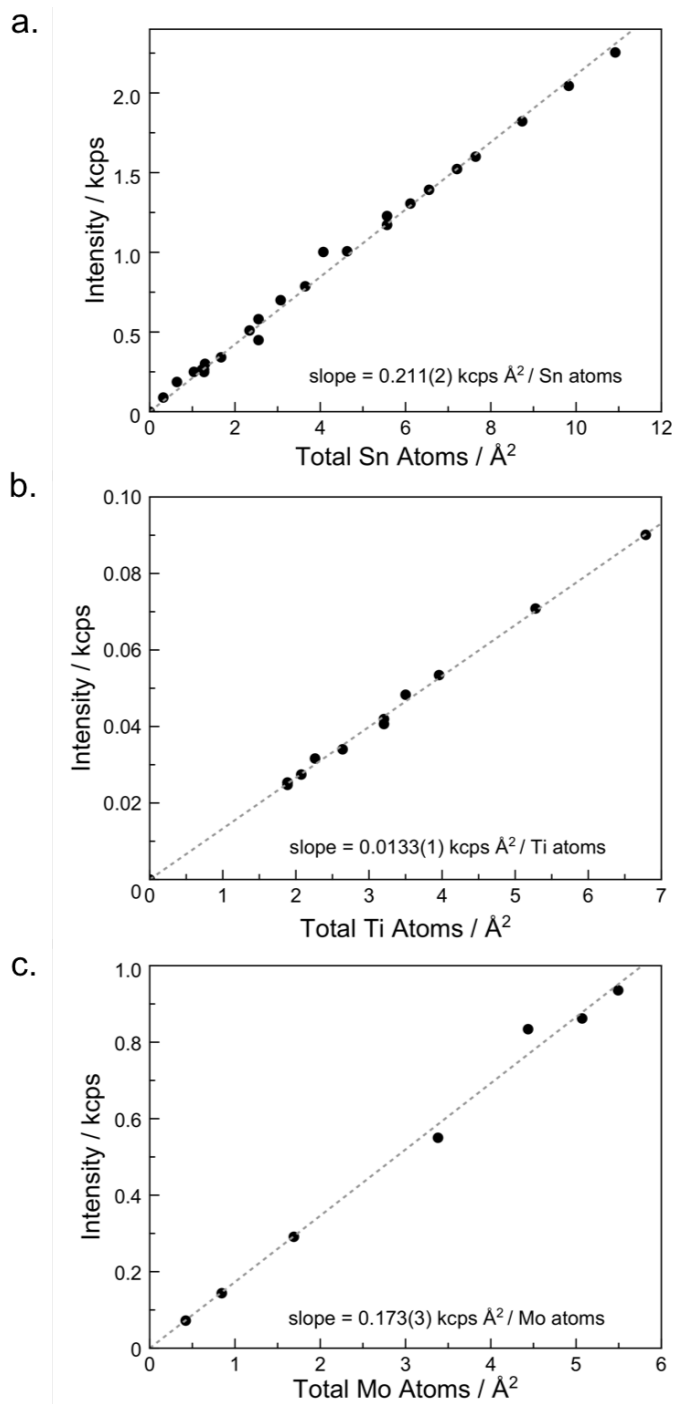 a.
2.0
1.5
1.0
0.5
0
Intensity / kcps
slope = 0.211(2) kcps Å² / Sn atoms
0 2 4 6 8 10 12
Total Sn Atoms / Å²
b.
0.10
0.08
0.06
0.04
0.02
0
Intensity / kcps
slope = 0.0133(1) kcps Å² / Ti atoms
0 1 2 3 4 5 6 7
Total Ti Atoms / Å²
c.
1.0
0.8
0.6
0.4
0.2
0
Intensity / kcps
slope = 0.173(3) kcps Å² / Mo atoms
0 1 2 3 4 5 6
Total Mo Atoms / Å²